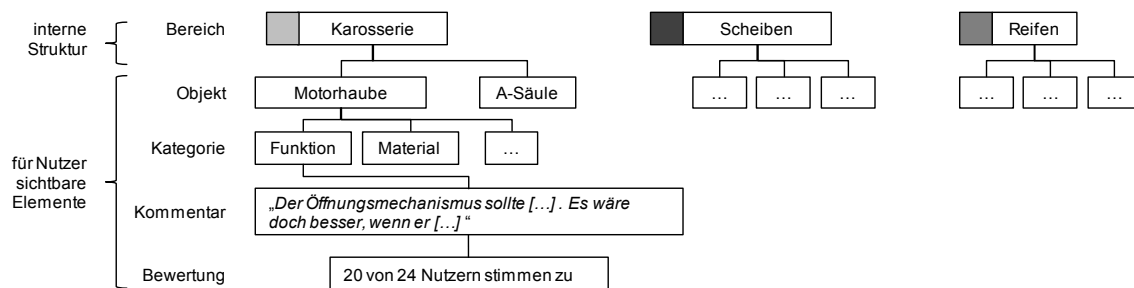 interne
Struktur
Bereich
Karosserie
Scheiben
Reifen
Objekt
Motorhaube
A-Säule
…
…
…
…
…
…
für Nutzer
sichtbare
Elemente
Kategorie
Funktion
Material
…
Kommentar
„Der Öffnungsmechanismus sollte […] . Es wäre
doch besser, wenn er […] “
Bewertung
20 von 24 Nutzern stimmen zu